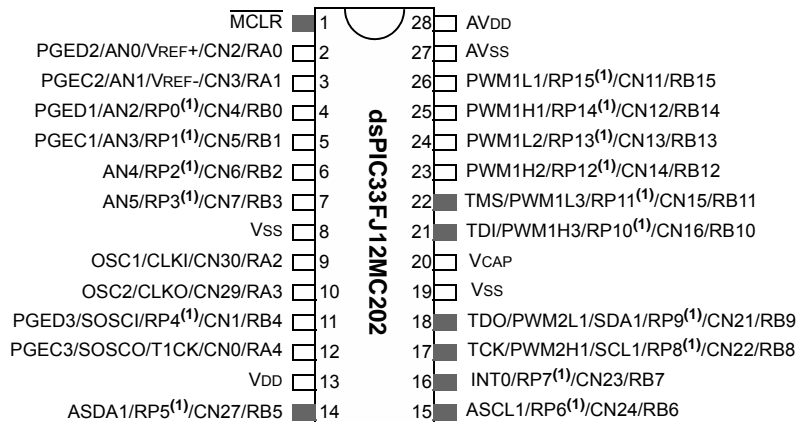 MCLR 1 28 AVDD
PGED2/AN0/VREF+/CN2/RA0 2 27 AVSS
PGEC2/AN1/VREF-/CN3/RA1 3 26 PWM1L1/RP15(1)/CN11/RB15
PGED1/AN2/RP0(1)/CN4/RB0 4 25 PWM1H1/RP14(1)/CN12/RB14
PGEC1/AN3/RP1(1)/CN5/RB1 5 24 PWM1L2/RP13(1)/CN13/RB13
AN4/RP2(1)/CN6/RB2 6 23 PWM1H2/RP12(1)/CN14/RB12
AN5/RP3(1)/CN7/RB3 7 22 TMS/PWM1L3/RP11(1)/CN15/RB11
VSS 8 21 TDI/PWM1H3/RP10(1)/CN16/RB10
OSC1/CLKI/CN30/RA2 9 20 VCAP
OSC2/CLKO/CN29/RA3 10 19 VSS
PGED3/SOSCI/RP4(1)/CN1/RB4 11 18 TDO/PWM2L1/SDA1/RP9(1)/CN21/RB9
PGEC3/SOSCO/T1CK/CN0/RA4 12 17 TCK/PWM2H1/SCL1/RP8(1)/CN22/RB8
VDD 13 16 INT0/RP7(1)/CN23/RB7
ASDA1/RP5(1)/CN27/RB5 14 15 ASCL1/RP6(1)/CN24/RB6
dsPIC33FJ12MC202